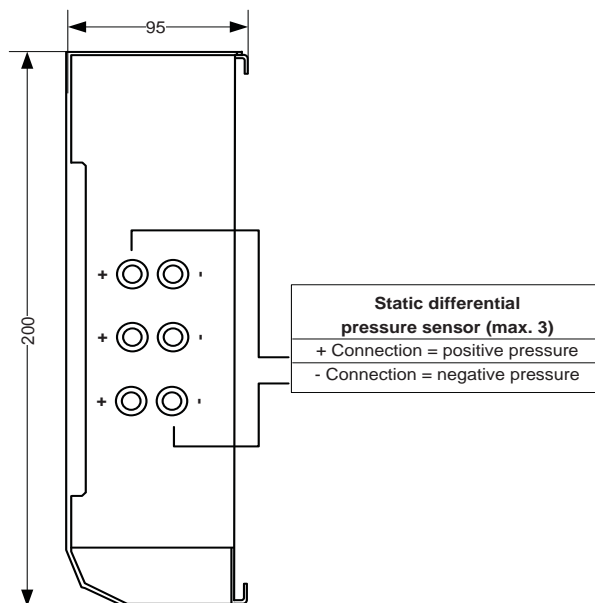 95
200
+ -
+ -
+ -
Static differential
pressure sensor (max. 3)
+ Connection = positive pressure
- Connection = negative pressure